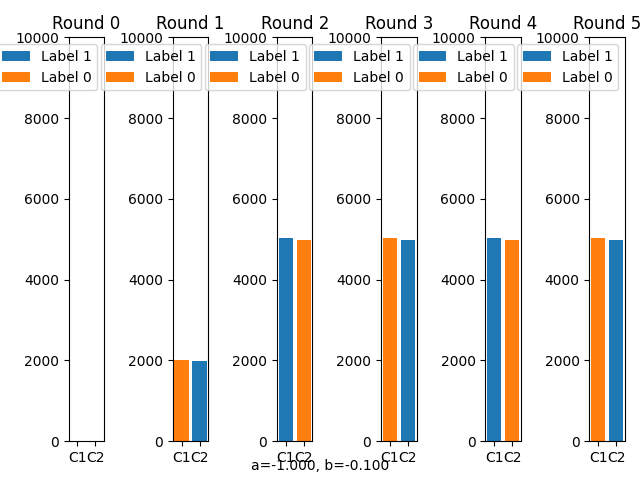 Round 0 Round 1 Round 2 Round 3 Round 4 Round 5
10000 10000 10000 10000 10000 10000
Label 1 Label 1 Label 1 Label 1 Label 1 Label 1
Label 0 Label 0 Label 0 Label 0 Label 0 Label 0
8000 8000 8000 8000 8000 8000
6000 6000 6000 6000 6000 6000
4000 4000 4000 4000 4000 4000
2000 2000 2000 2000 2000 2000
0 0 0 0 0 0
C1C2 C1C2 C1C2 C1C2 C1C2 C1C2
a=-1.000, b=-0.100